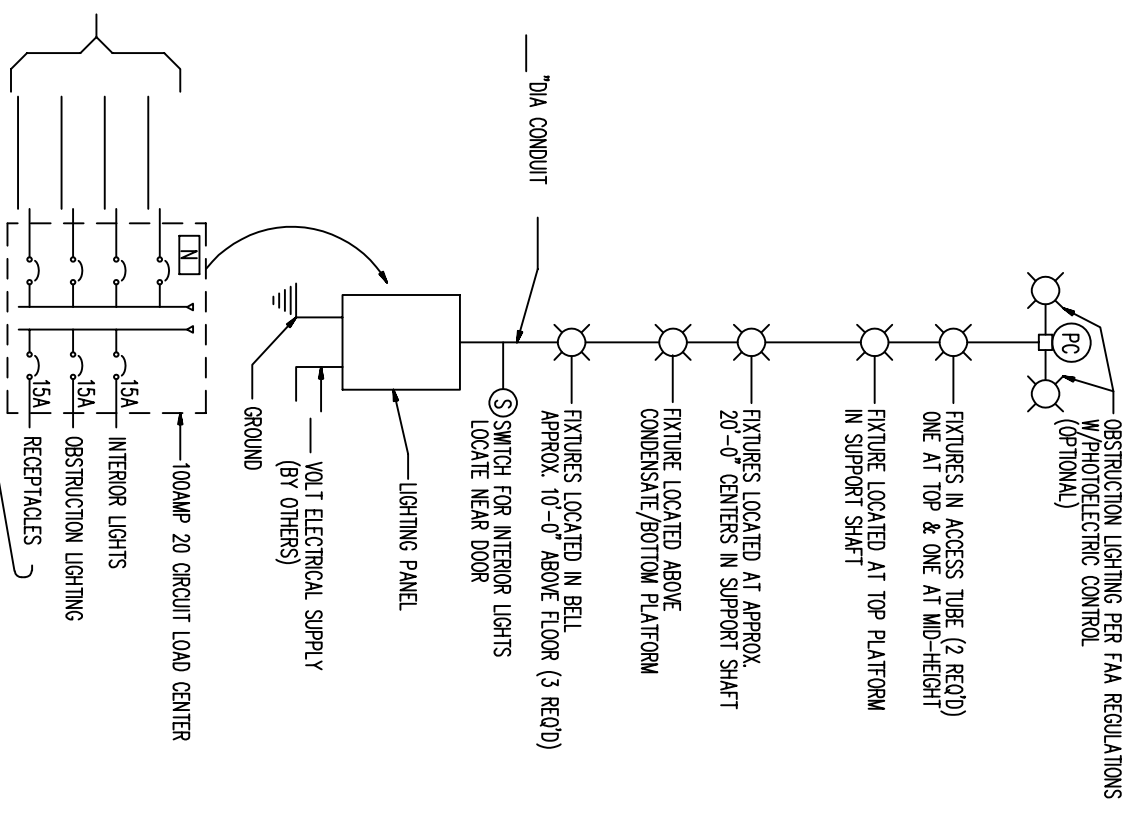 OBSTRUCTION LIGHTING PER FAA REGULATIONS
W/PHOTOELECTRIC CONTROL
(OPTIONAL)
PC
FIXTURES IN ACCESS TUBE (2 REQ'D)
ONE AT TOP & ONE AT MID-HEIGHT
FIXTURE LOCATED AT TOP PLATFORM
IN SUPPORT SHAFT
FIXTURES LOCATED AT APPROX.
20'-0" CENTERS IN SUPPORT SHAFT
FIXTURE LOCATED ABOVE
CONDENSATE/BOTTOM PLATFORM
FIXTURES LOCATED IN BELL
APPROX. 10'-0" ABOVE FLOOR (3 REQ'D)
"DIA CONDUIT
S
SWITCH FOR INTERIOR LIGHTS
LOCATE NEAR DOOR
LIGHTING PANEL
VOLT ELECTRICAL SUPPLY
(BY OTHERS)
GROUND
100AMP 20 CIRCUIT LOAD CENTER
N
15A
INTERIOR LIGHTS
15A
OBSTRUCTION LIGHTING
15A
RECEPTACLES